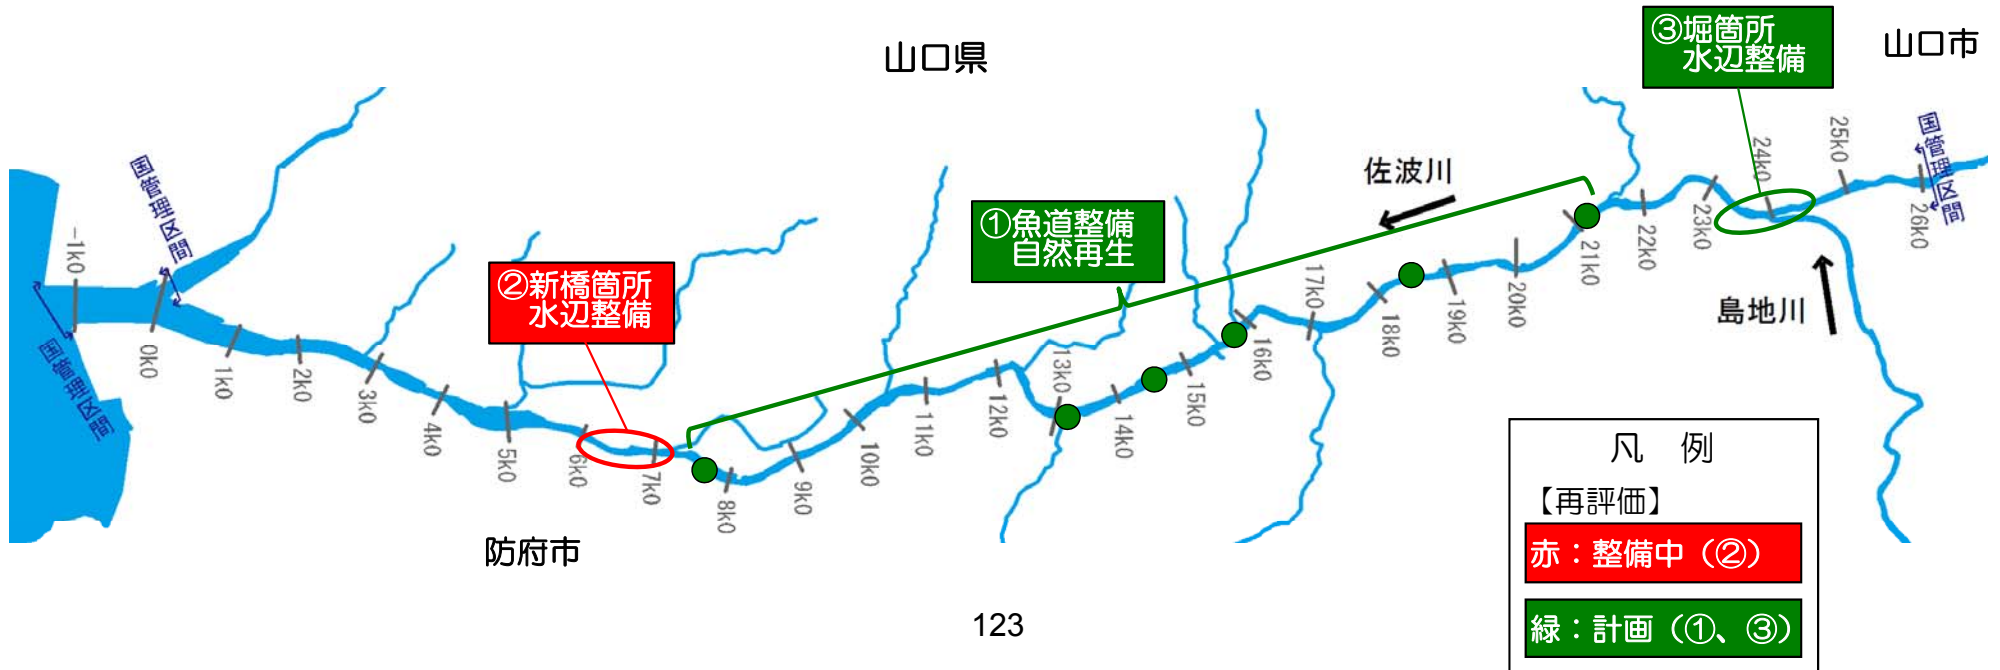 山口県
③堀箇所
水辺整備
山口市
国管理区間
佐波川
①魚道整備
自然再生
②新橋箇所
水辺整備
島地川
国管理区間
国管理区間
-1k0
0k0
1k0
2k0
3k0
4k0
5k0
6k0
7k0
8k0
9k0
10k0
11k0
12k0
13k0
14k0
15k0
16k0
17k0
18k0
19k0
20k0
21k0
22k0
23k0
24k0
25k0
26k0
防府市
凡 例
【再評価】
赤：整備中（②）
緑：計画（①、③）
123